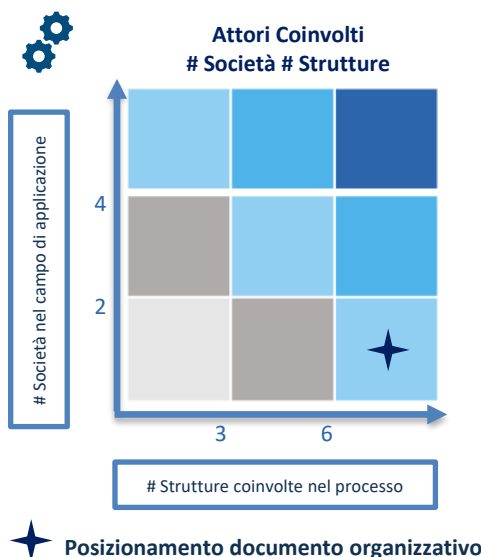 Attori Coinvolti
# Società # Strutture
# Società nel campo di applicazione
4
2
3 6
# Strutture coinvolte nel processo
Posizionamento documento organizzativo